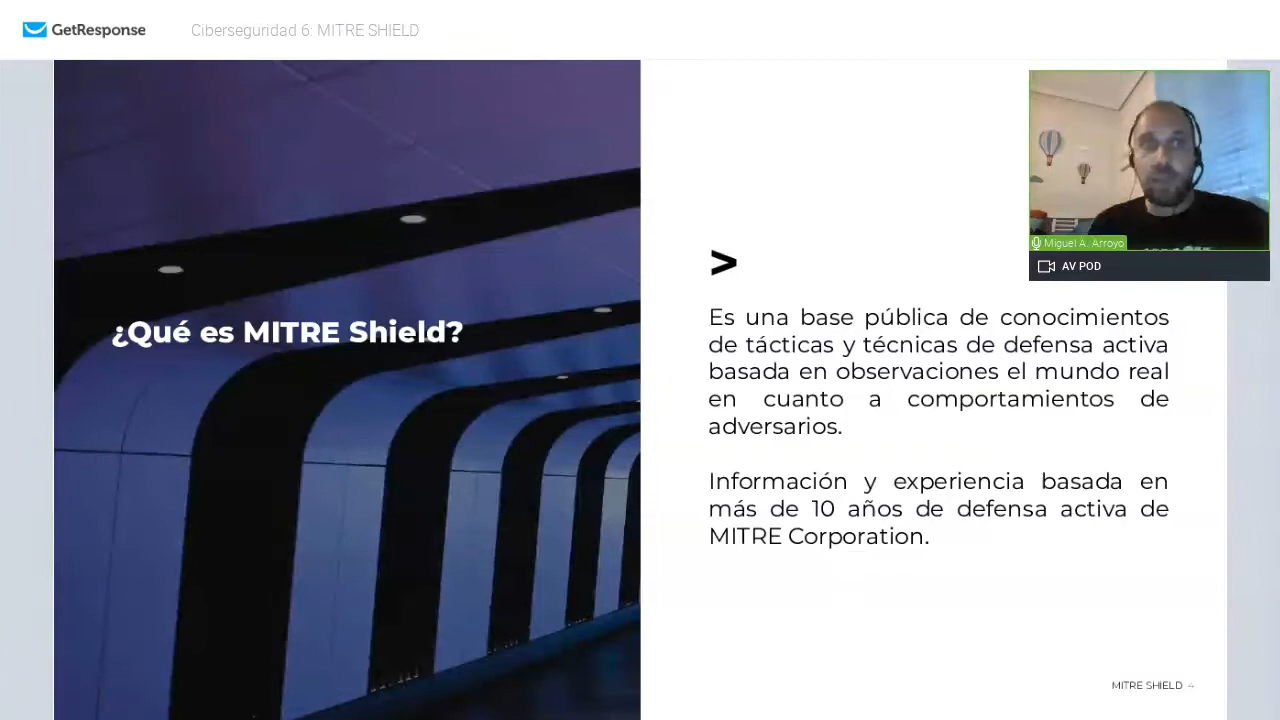 GetResponse
Ciberseguridad 6: MITRE SHIELD
¿Qué es MITRE Shield?
>
Es una base pública de conocimientos
de tácticas y técnicas de defensa activa
basada en observaciones el mundo real
en cuanto a comportamientos de
adversarios.
Información y experiencia basada en
más de 10 años de defensa activa de
MITRE Corporation.
Miguel A. Arroyo
AV POD
MITRE SHIELD 4